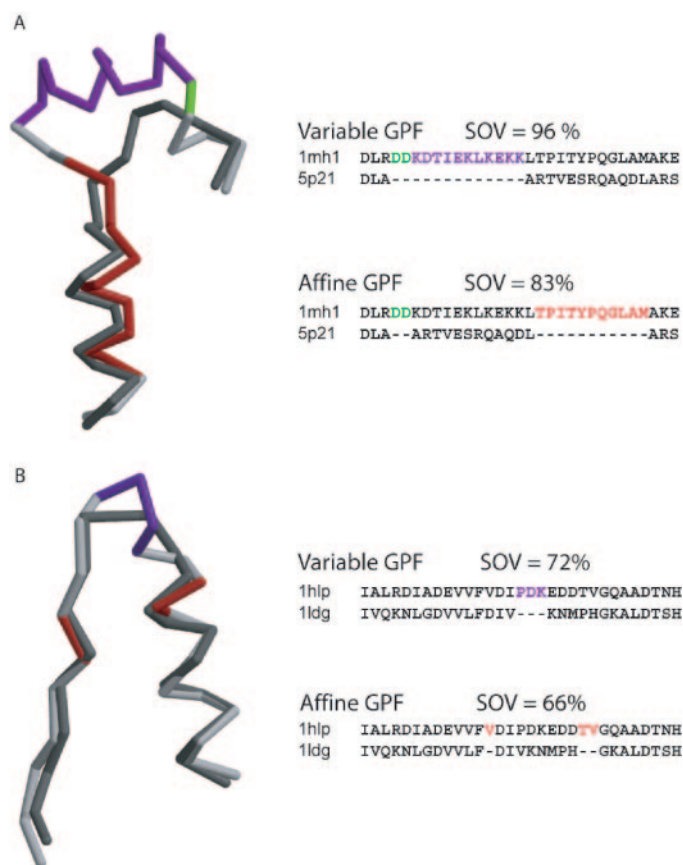 A
Variable GPF SOV = 96 %
1mh1 DLRDDKDTIEKLKEKKLTPITYPQGLAMAKE
5p21 DLA-------------ARTVESRQAQDLARS
Affine GPF SOV = 83%
1mh1 DLRDDKDTIEKLKEKKLTPITYPQGLAMAKE
5p21 DLA--ARTVESRQAQDL-----------ARS
B
Variable GPF SOV = 72%
1hlp IALRDIADEVVFVDIPDKEDDTVGQAADTNH
1ldg IVQKNLGDVVLFDIV---KNMPHGKALDTNH
Affine GPF SOV = 66%
1hlp IALRDIADEVVFVDIPDKEDDTVGQAADTNH
1ldg IVQKNLGDVVLF-DIVKNMPH--GKALDTSH